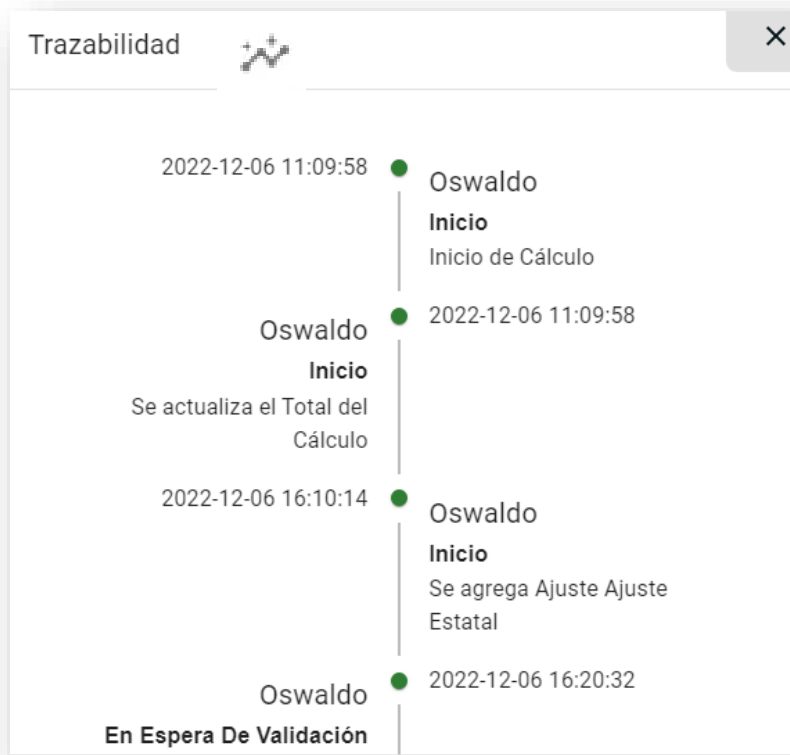 Trazabilidad
2022-12-06 11:09:58
Oswaldo
Inicio
Inicio de Cálculo
2022-12-06 11:09:58
Oswaldo
Inicio
Se actualiza el Total del
Cálculo
2022-12-06 16:10:14
Oswaldo
Inicio
Se agrega Ajuste Ajuste
Estatal
2022-12-06 16:20:32
Oswaldo
En Espera De Validación